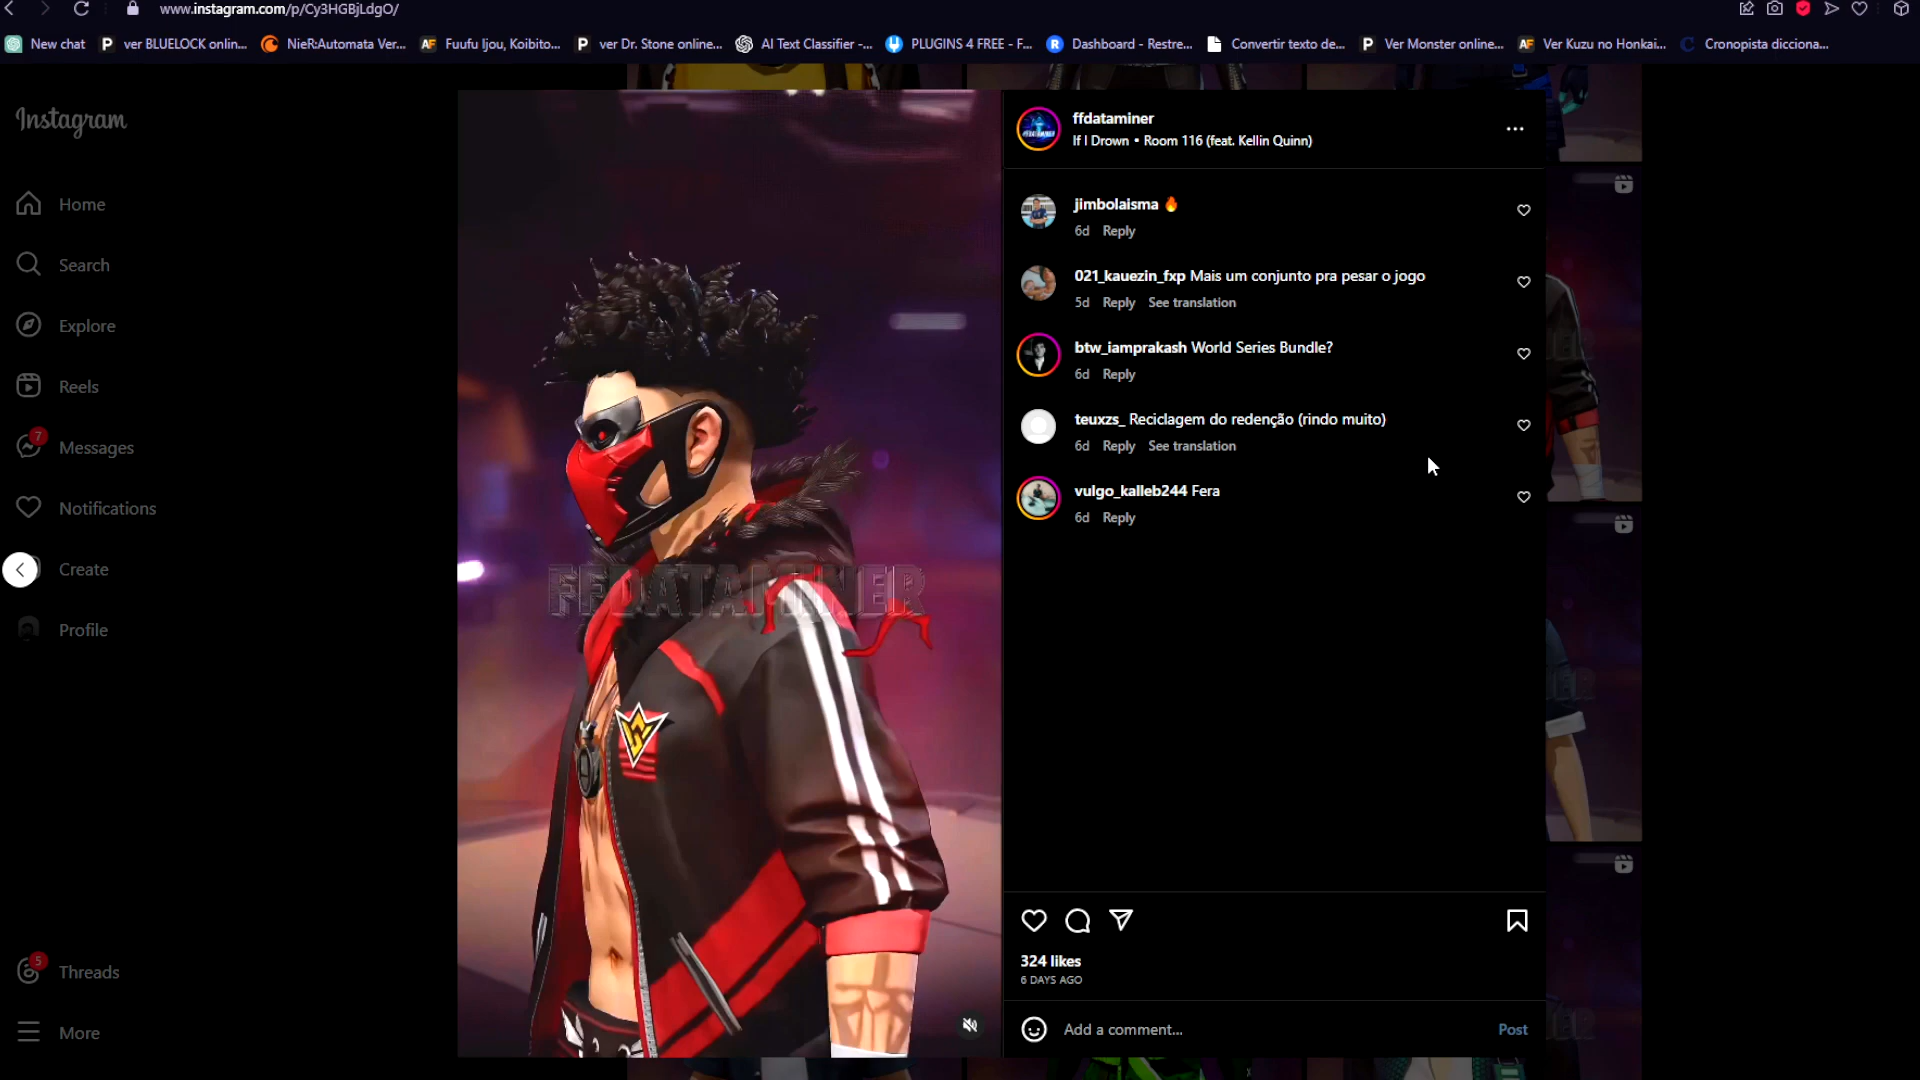 www.instagram.com/p/Cy3HGBjLdgO/
New chat
ver BLUELOCK onlin...
NieR:Automata Ver...
Fuufu Ijou, Koibito...
ver Dr. Stone online...
AI Text Classifier -...
PLUGINS 4 FREE - F...
Dashboard - Restre...
Convertir texto de...
Ver Monster online...
Ver Kuzu no Honkai...
Cronopista dicciona...
Instagram
Home
Search
Explore
Reels
7
Messages
Notifications
Create
Profile
5
Threads
More
FFDATAMINER
ffdataminer
If I Drown • Room 116 (feat. Kellin Quinn)
jimbolaisma 🔥
6d Reply
021_kauezin_fxp Mais um conjunto pra pesar o jogo
5d Reply See translation
btw_iamprakash World Series Bundle?
6d Reply
teuxzs_ Reciclagem do redenção (rindo muito)
6d Reply See translation
vulgo_kalleb244 Fera
6d Reply
324 likes
6 DAYS AGO
Add a comment...
Post